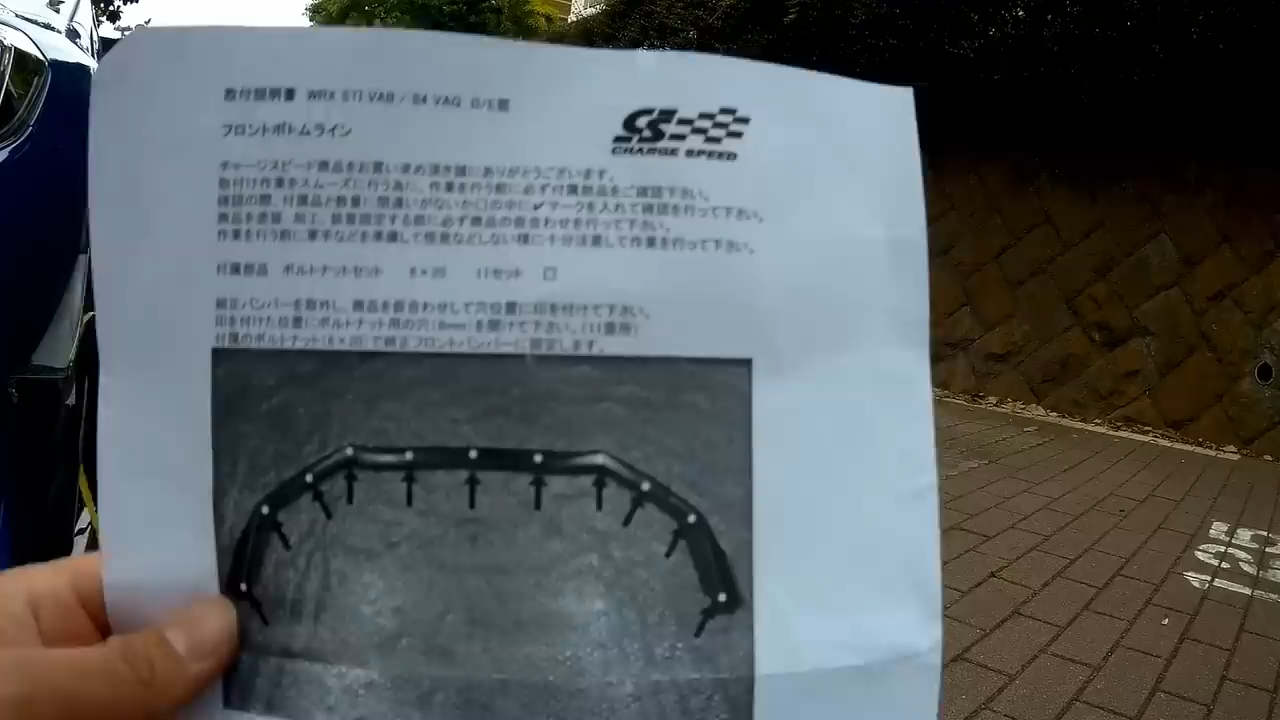 取付説明書 WRX STI VAB / S4 VAG D/E型
フロントボトムライン
CS
CHARGE SPEED
チャージスピード商品をお買い求め頂き誠にありがとうございます。
取付け作業をスムーズに行う為に、作業を行う前に必ず付属部品をご確認下さい。
確認の際、付属品と数量に間違いがないか口の中に✔マークを入れて確認を行って下さい。
商品を塗装、加工、装着固定する前に必ず商品の仮合わせを行って下さい。
作業を行う前に軍手などを準備して怪我などしない様に十分注意して作業を行って下さい。
付属部品 ボルトナットセット 6×20 11セット □
純正バンパーを取外し、商品を仮合わせして穴位置に印を付けて下さい。
印を付けた位置にボルトナット用の穴(8mm)を開けて下さい。(11箇所)
付属のボルトナット(6×20)で純正フロントバンパーに固定します。
125